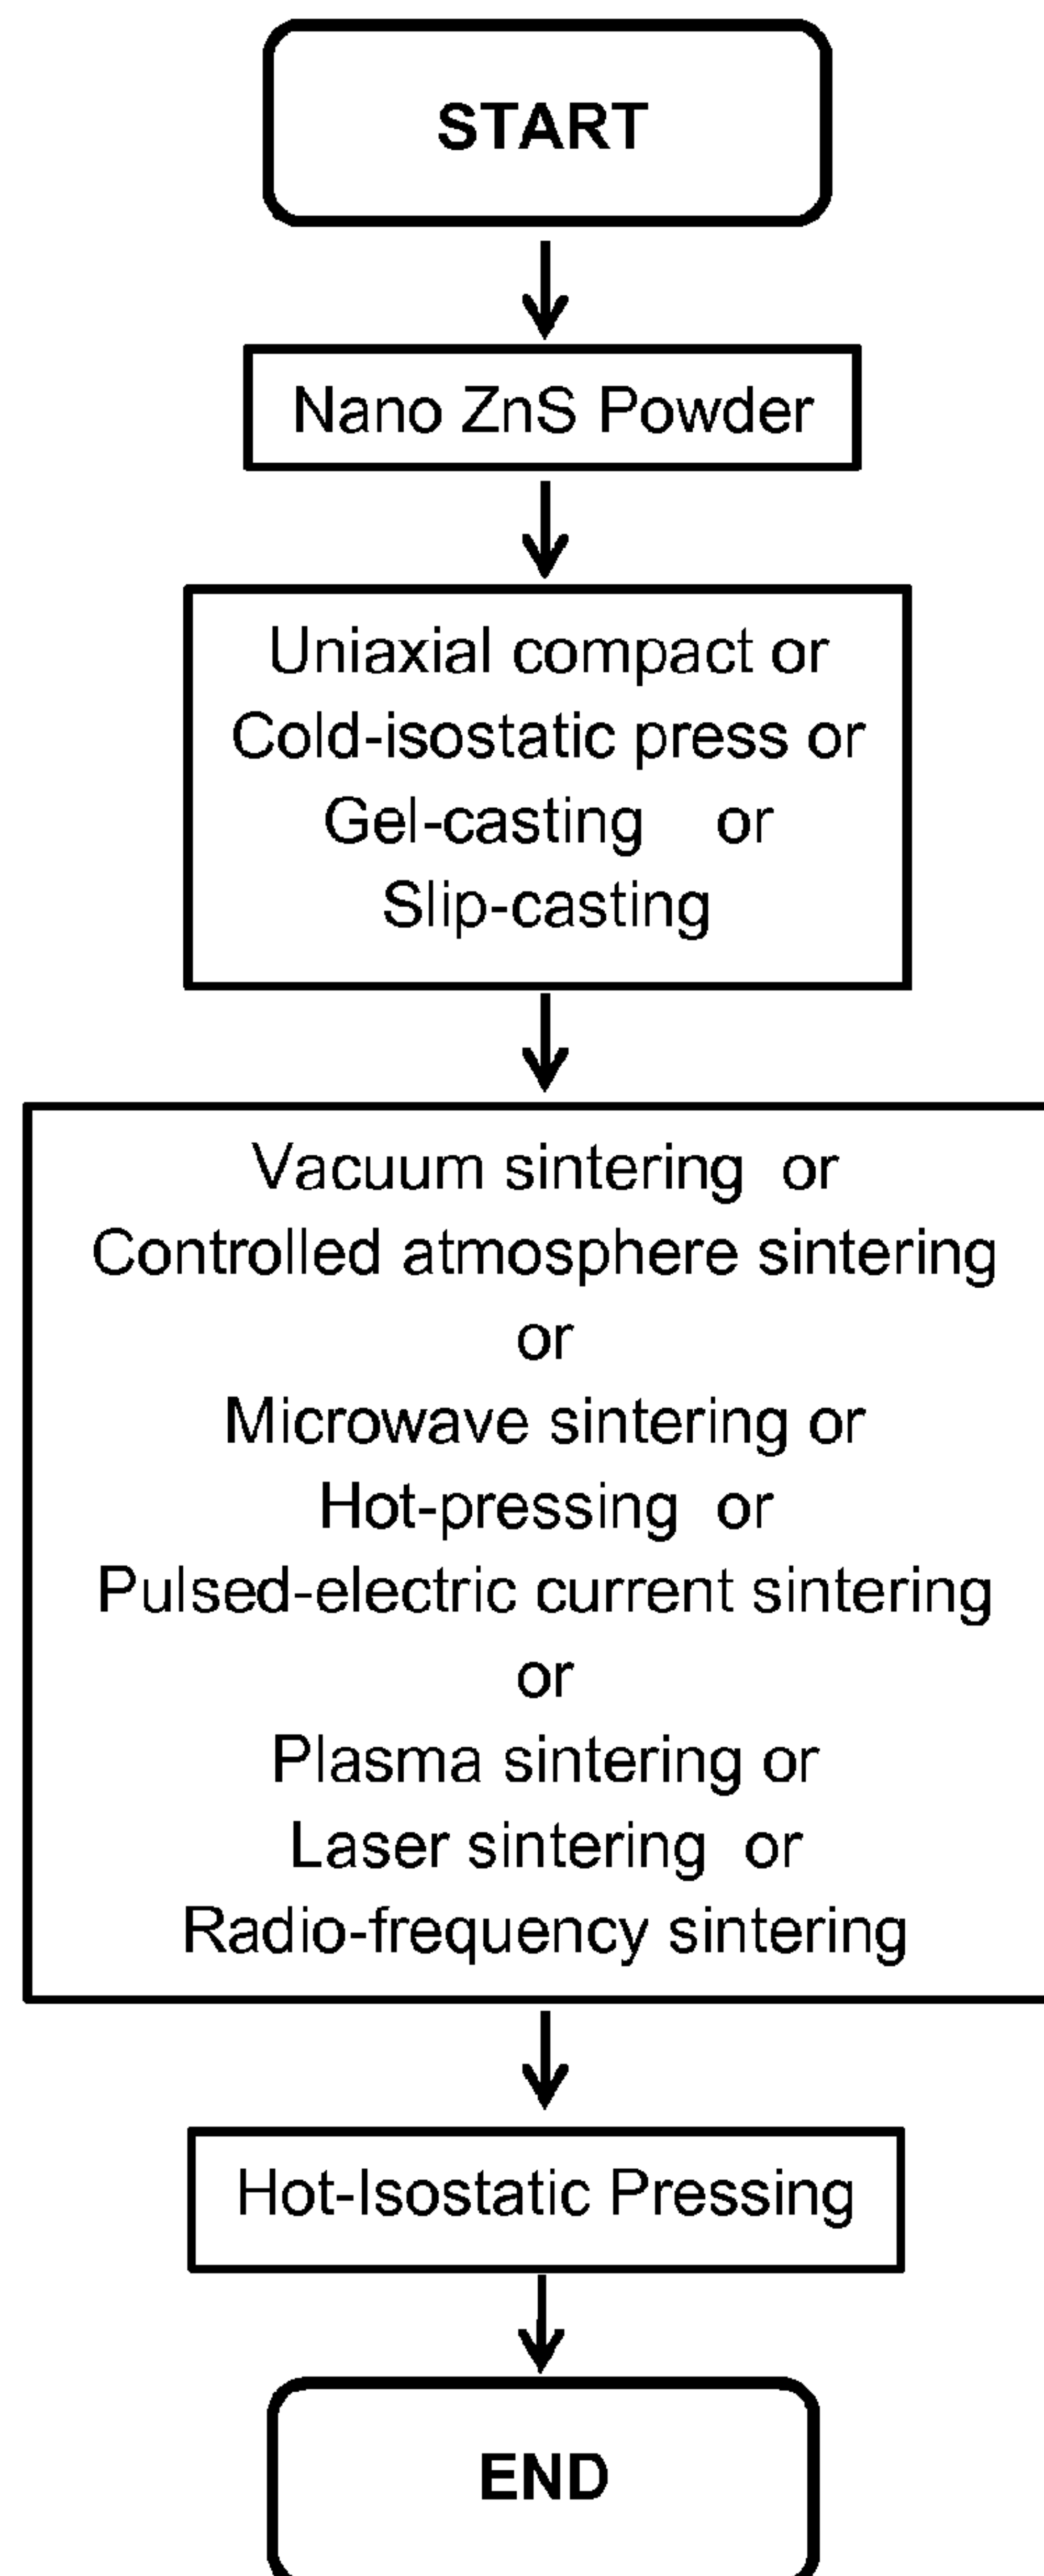 START
Nano ZnS Powder
Uniaxial compact or
Cold-isostatic press or
Gel-casting or
Slip-casting
Vacuum sintering or
Controlled atmosphere sintering
or
Microwave sintering or
Hot-pressing or
Pulsed-electric current sintering
or
Plasma sintering or
Laser sintering or
Radio-frequency sintering
Hot-Isostatic Pressing
END